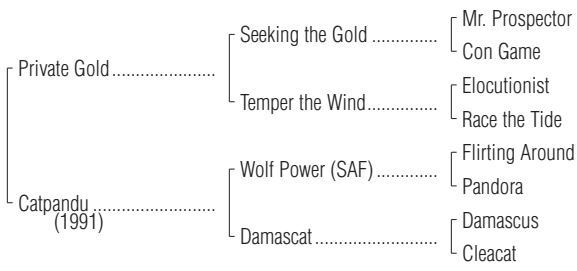 Mr. Prospector
Seeking the Gold ..............
Con Game
Private Gold ......................
Elocutionist
Temper the Wind ...............
Race the Tide
Flirting Around
Wolf Power (SAF) .............
Pandora
Catpandu ..........................
(1991)
Damascus
Damascat ..........................
Cleacat